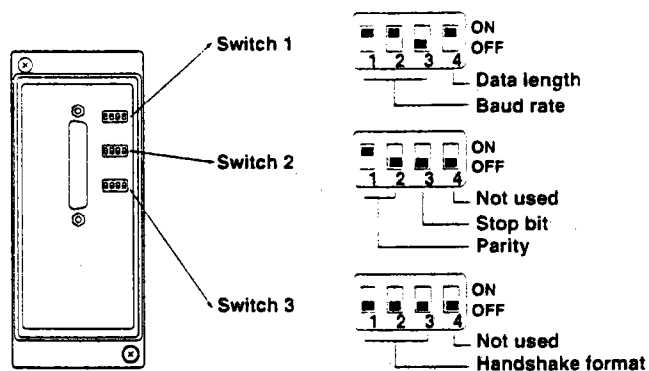 Switch 1
ON
OFF
1 2 3 4
Data length
Baud rate
Switch 2
ON
OFF
1 2 3 4
Not used
Stop bit
Parity
Switch 3
ON
OFF
1 2 3 4
Not used
Handshake format